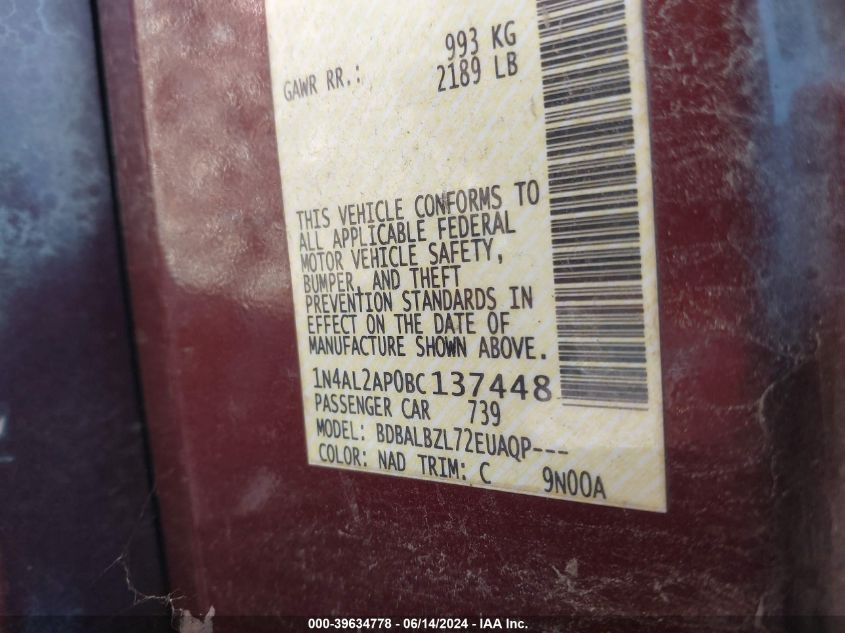 993 KG
GAWR RR.: 2189 LB
THIS VEHICLE CONFORMS TO
ALL APPLICABLE FEDERAL
MOTOR VEHICLE SAFETY,
BUMPER, AND THEFT
PREVENTION STANDARDS IN
EFFECT ON THE DATE OF
MANUFACTURE SHOWN ABOVE.
1N4AL2AP0BC137448
PASSENGER CAR 739
MODEL: BDBALBZL72EUAQP---
COLOR: NAD TRIM: C 9N00A
000-39634778 - 06/14/2024 - IAA Inc.